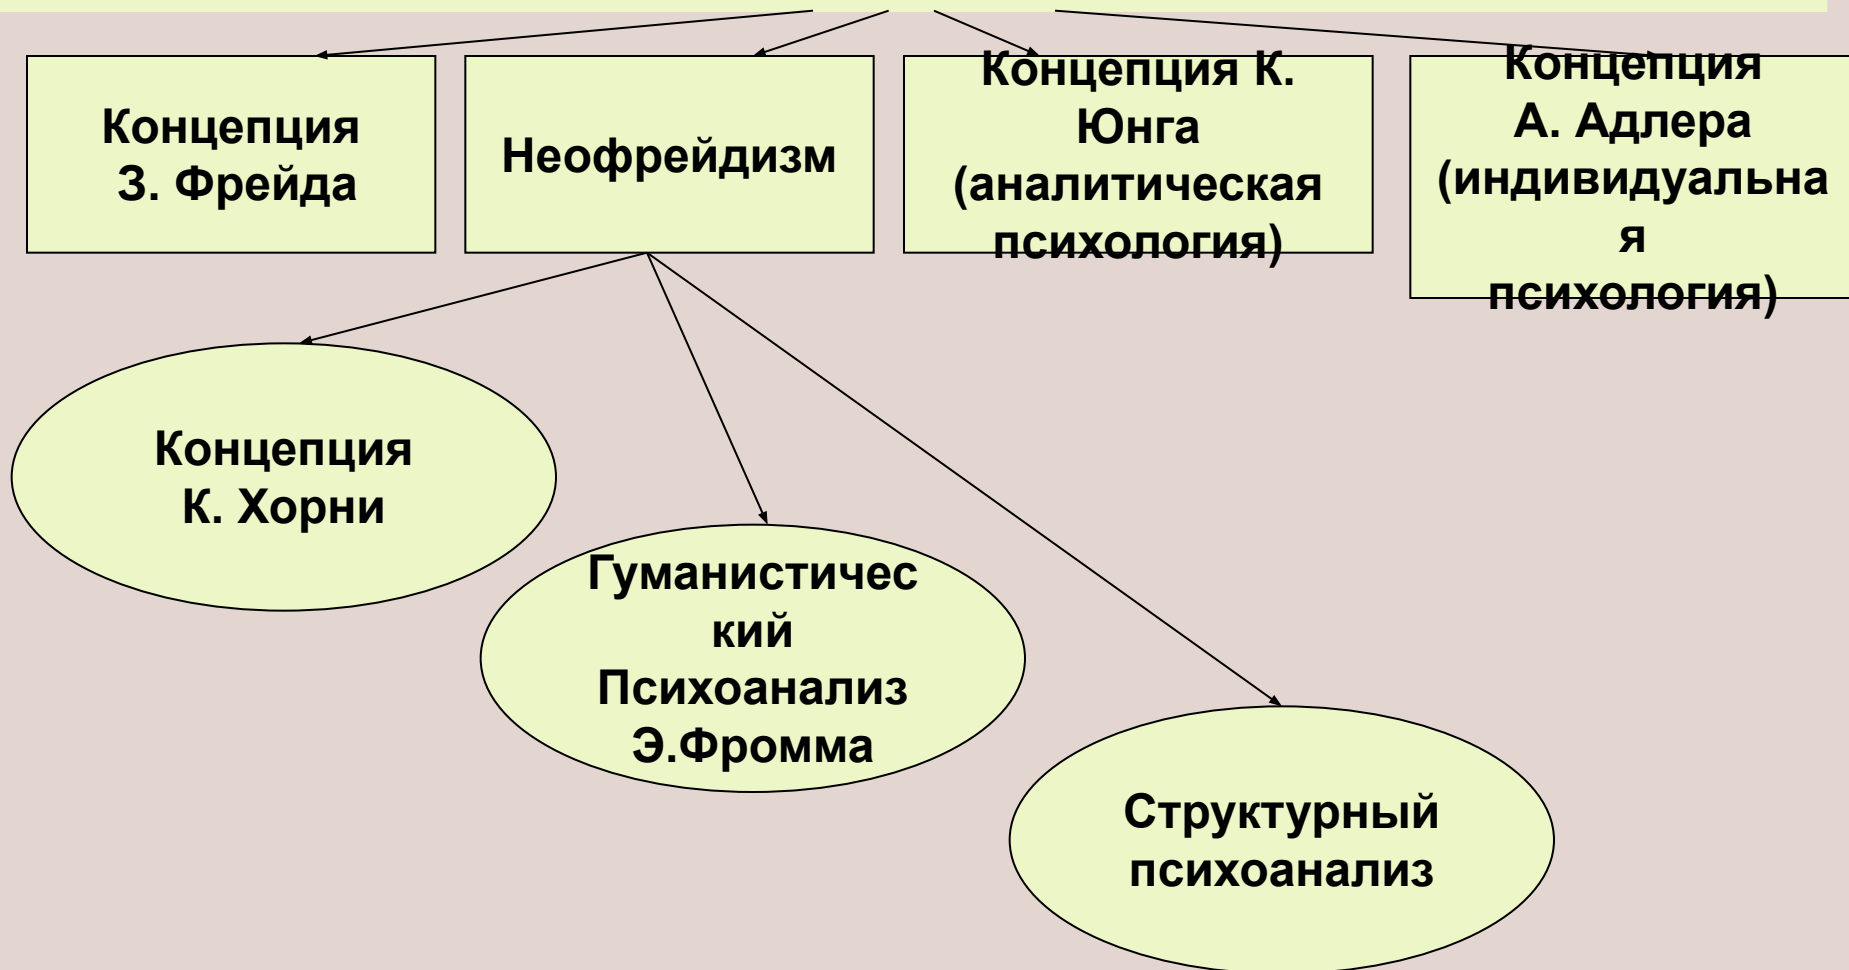 Концепция
З. Фрейда
Неофрейдизм
Концепция К.
Юнга
(аналитическая
психология)
Концепция
А. Адлера
(индивидуальна
я
психология)
Концепция
К. Хорни
Гуманистичес
кий
Психоанализ
Э.Фромма
Структурный
психоанализ